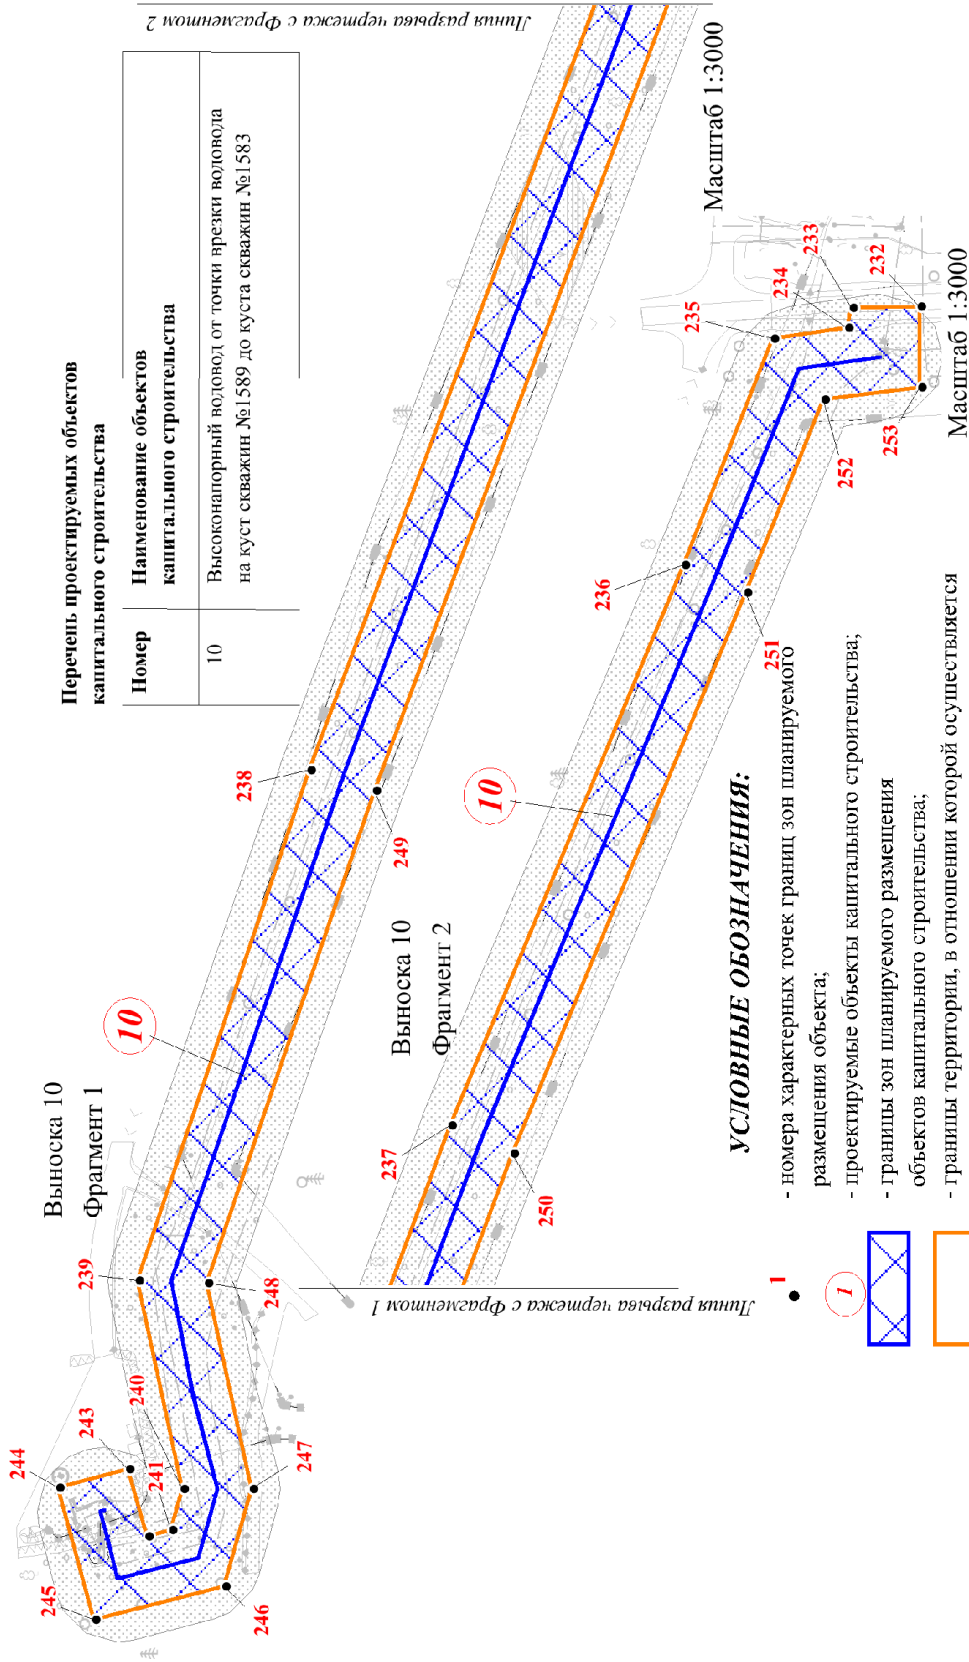 Перечень проектируемых объектов
капитального строительства
Номер
Наименование объектов
капитального строительства
10
Высоконапорный водовод от точки врезки водовода
на куст скважин №1589 до куста скважин №1583
Линия разрыва чертежа с Фрагментом 2
Выноска 10
Фрагмент 1
10
238
239
240
241
243
244
245
246
247
248
249
Масштаб 1:3000
Выноска 10
Фрагмент 2
10
232
233
234
235
236
237
250
251
252
253
Линия разрыва чертежа с Фрагментом 1
Масштаб 1:3000
УСЛОВНЫЕ ОБОЗНАЧЕНИЯ:
1
- номера характерных точек границ зон планируемого
размещения объекта;
1
- проектируемые объекты капитального строительства;
- границы зон планируемого размещения
объектов капитального строительства;
- границы территории, в отношении которой осуществляется